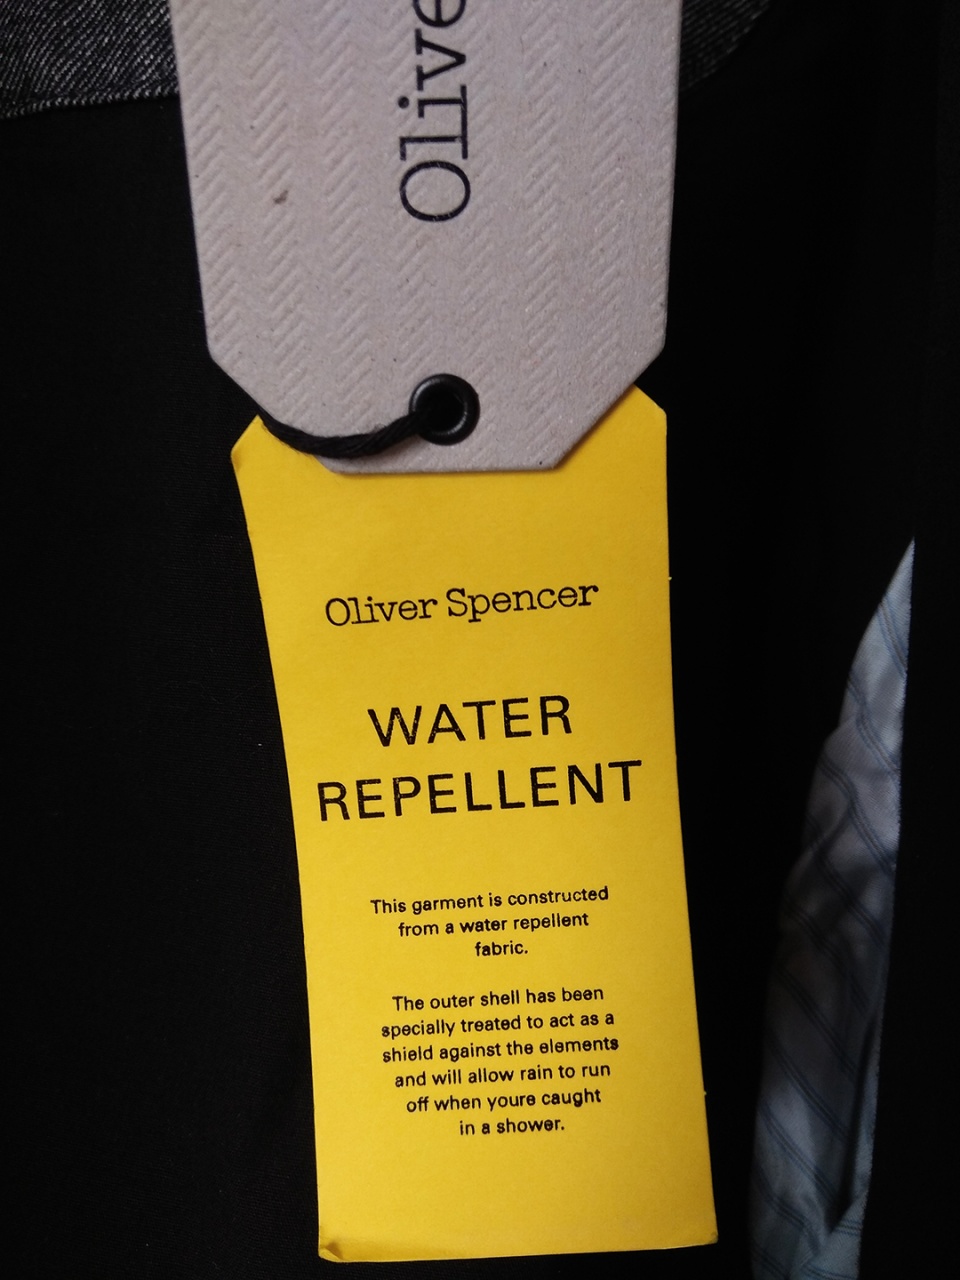 Olive
Oliver Spencer
WATER
REPELLENT
This garment is constructed
from a water repellent
fabric.
The outer shell has been
specially treated to act as a
shield against the elements
and will allow rain to run
off when youre caught
in a shower.